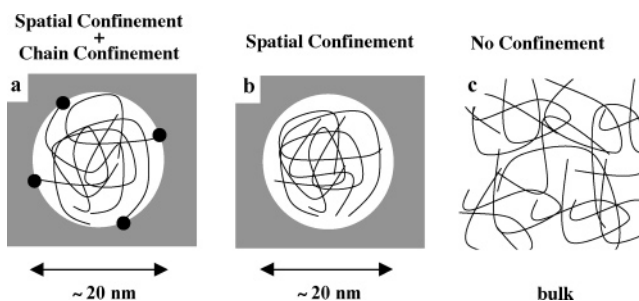 Spatial Confinement
+
Chain Confinement
Spatial Confinement
No Confinement
a
b
c
~ 20 nm
~ 20 nm
bulk